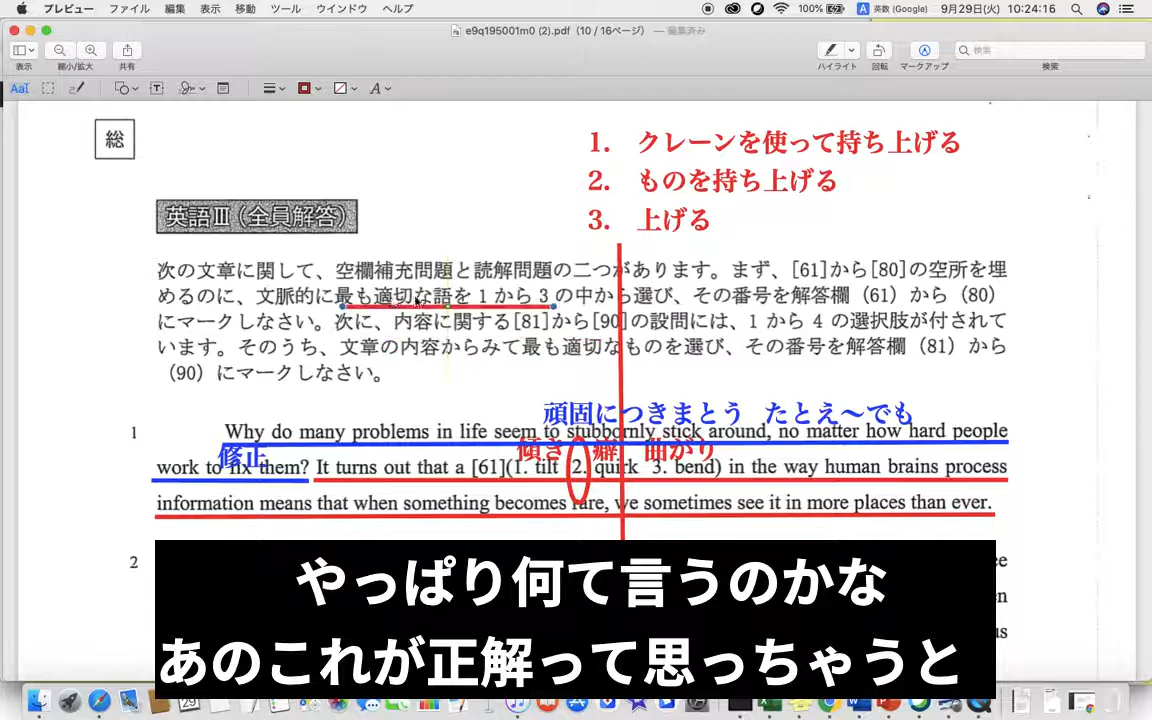 プレビュー ファイル 編集 表示 移動 ツール ウインドウ ヘルプ 100% A 英数 (Google) 9月29日(火) 10:24:16
e9q195001m0 (2).pdf（10 / 16ページ） — 編集済み
検索
表示 縮小/拡大 共有 ハイライト 回転 マークアップ 検索
総
1. クレーンを使って持ち上げる
2. ものを持ち上げる
3. 上げる
英語Ⅲ（全員解答）
次の文章に関して、空欄補充問題と読解問題の二つがあります。まず、[61]から[80]の空所を埋
めるのに、文脈的に最も適切な語を 1 から 3 の中から選び、その番号を解答欄（61）から（80）
にマークしなさい。次に、内容に関する[81]から[90]の設問には、1 から 4 の選択肢が付されて
います。そのうち、文章の内容からみて最も適切なものを選び、その番号を解答欄（81）から
（90）にマークしなさい。
頑固につきまとう たとえ～でも
1 Why do many problems in life seem to stubbornly stick around, no matter how hard people
修正 傾き 癖 曲がり
work to fix them? It turns out that a [61](1. tilt 2. quirk 3. bend) in the way human brains process
information means that when something becomes rare, we sometimes see it in more places than ever.
2
やっぱり何て言うのかな
あのこれが正解って思っちゃうと